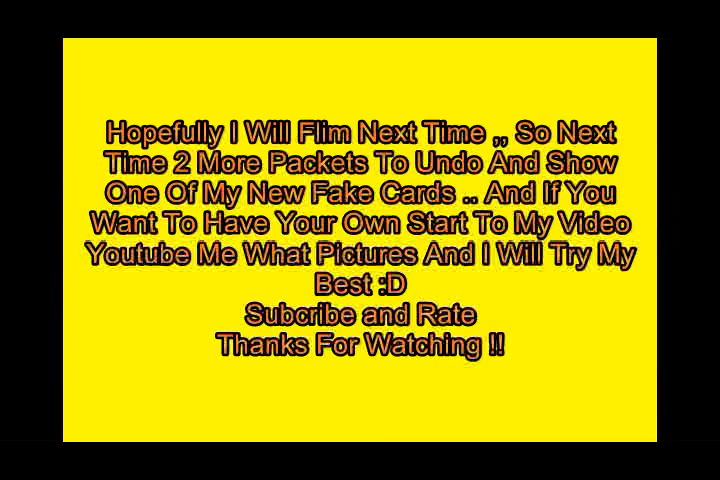 Hopefully I Will Flim Next Time ,, So Next
Time 2 More Packets To Undo And Show
One Of My New Fake Cards .. And If You
Want To Have Your Own Start To My Video
Youtube Me What Pictures And I Will Try My
Best :D
Subcribe and Rate
Thanks For Watching !!